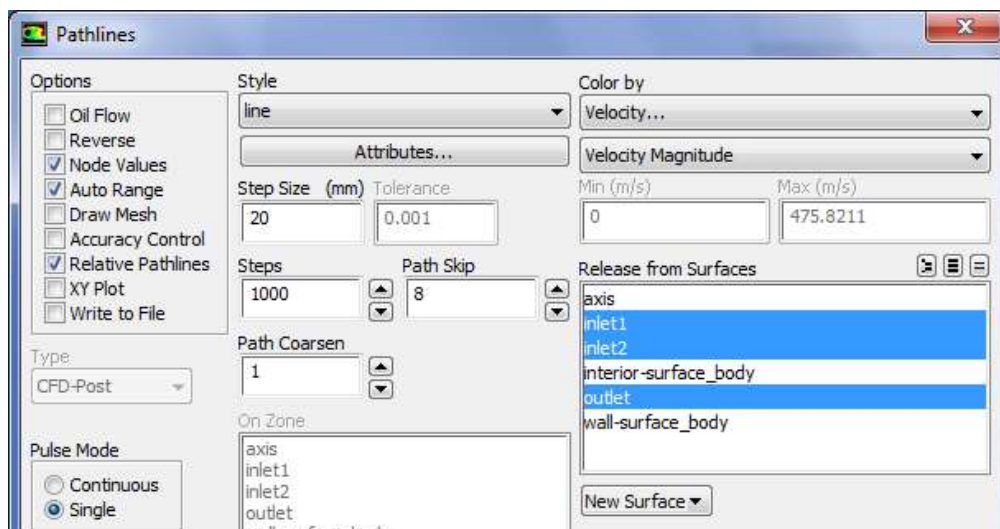 Pathlines
Options
Oil Flow
Reverse
Node Values
Auto Range
Draw Mesh
Accuracy Control
Relative Pathlines
XY Plot
Write to File
Type
CFD-Post
Pulse Mode
Continuous
Single
Style
line
Attributes...
Step Size (mm) Tolerance
20 0.001
Steps Path Skip
1000 8
Path Coarsen
1
On Zone
axis
inlet1
inlet2
outlet
Color by
Velocity...
Velocity Magnitude
Min (m/s) Max (m/s)
0 475.8211
Release from Surfaces
axis
inlet1
inlet2
interior-surface_body
outlet
wall-surface_body
New Surface